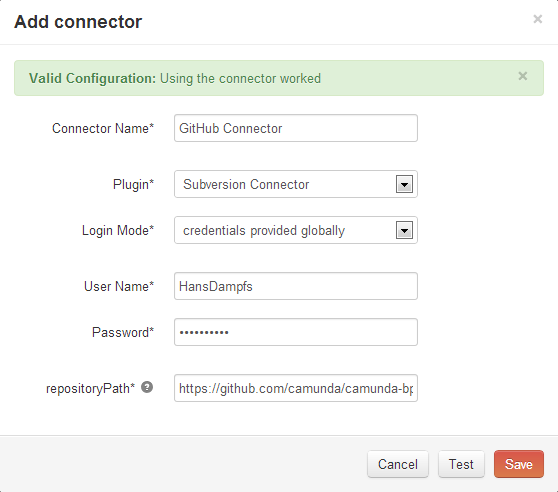 Add connector ×
Valid Configuration: Using the connector worked ×
Connector Name* GitHub Connector
Plugin* Subversion Connector
Login Mode* credentials provided globally
User Name* HansDampfs
Password* ••••••••••
repositoryPath* ? https://github.com/camunda/camunda-bp
Cancel Test Save